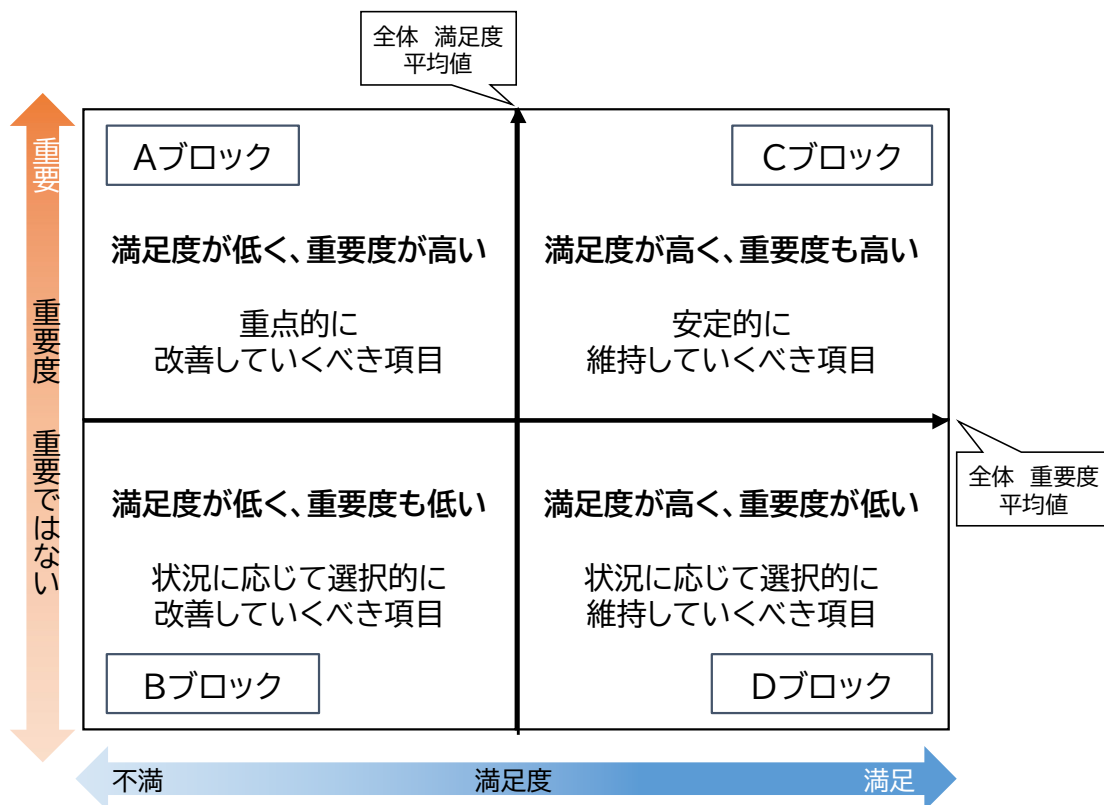 全体　満足度
平均値
Aブロック
Cブロック
重要
満足度が低く、重要度が高い
満足度が高く、重要度も高い
重点的に
改善していくべき項目
安定的に
維持していくべき項目
重要度
全体　重要度
平均値
重要ではない
満足度が低く、重要度も低い
満足度が高く、重要度が低い
状況に応じて選択的に
改善していくべき項目
状況に応じて選択的に
維持していくべき項目
Bブロック
Dブロック
不満
満足度
満足